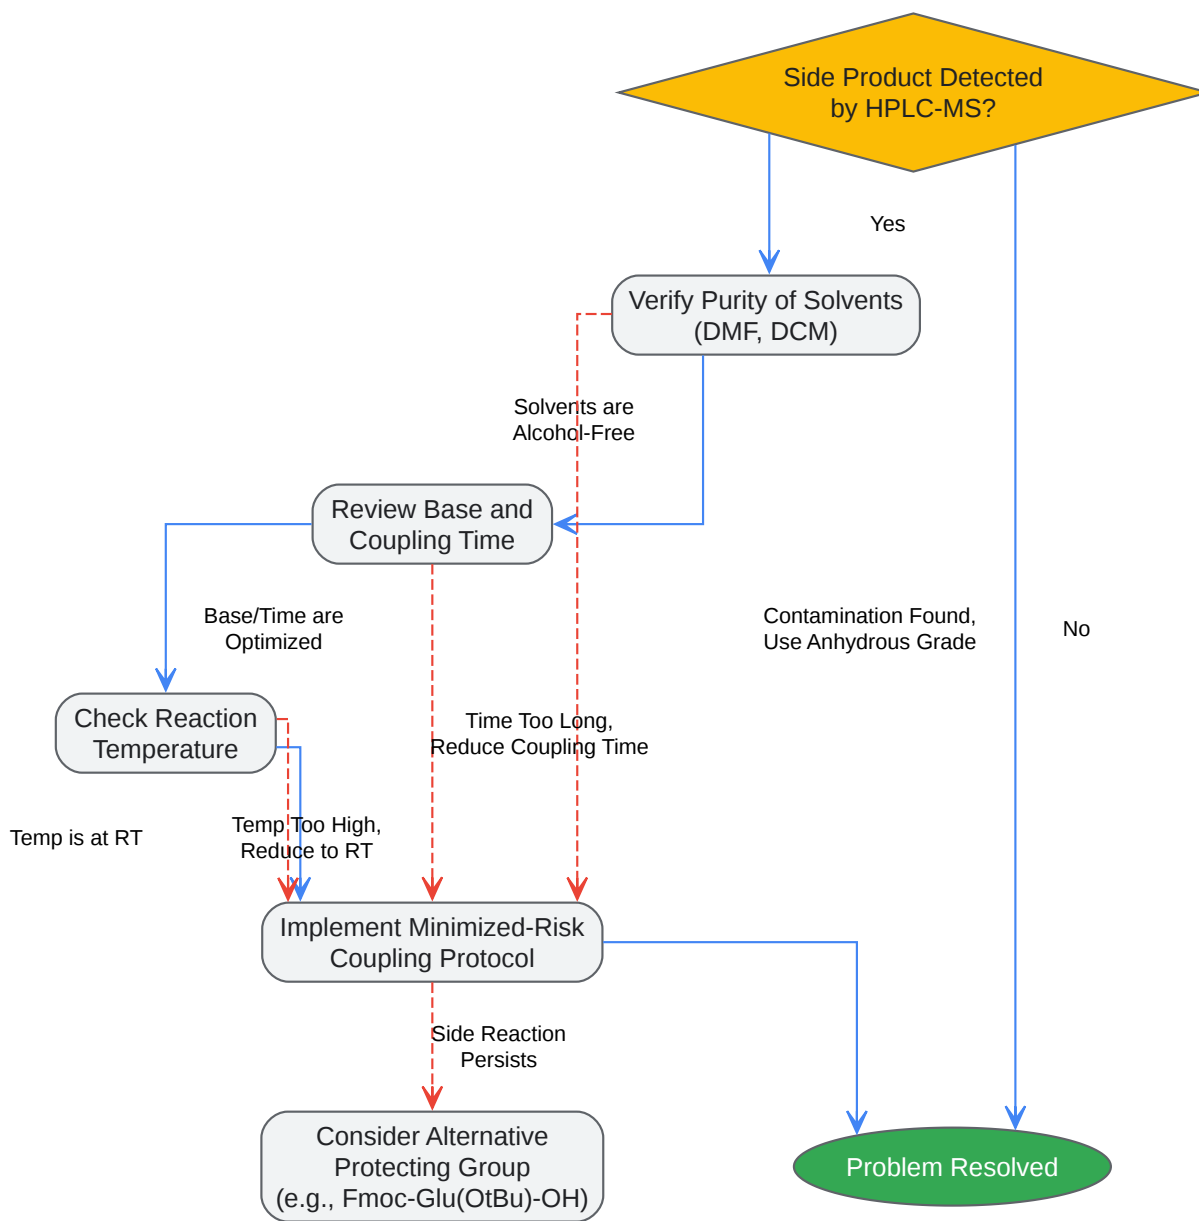 Side Product Detected
by HPLC-MS?
Yes
Verify Purity of Solvents
(DMF, DCM)
Solvents are
Alcohol-Free
Review Base and
Coupling Time
Base/Time are
Optimized
Contamination Found,
Use Anhydrous Grade
No
Check Reaction
Temperature
Time Too Long,
Reduce Coupling Time
Temp is at RT
Temp Too High,
Reduce to RT
Implement Minimized-Risk
Coupling Protocol
Side Reaction
Persists
Consider Alternative
Protecting Group
(e.g., Fmoc-Glu(OtBu)-OH)
Problem Resolved